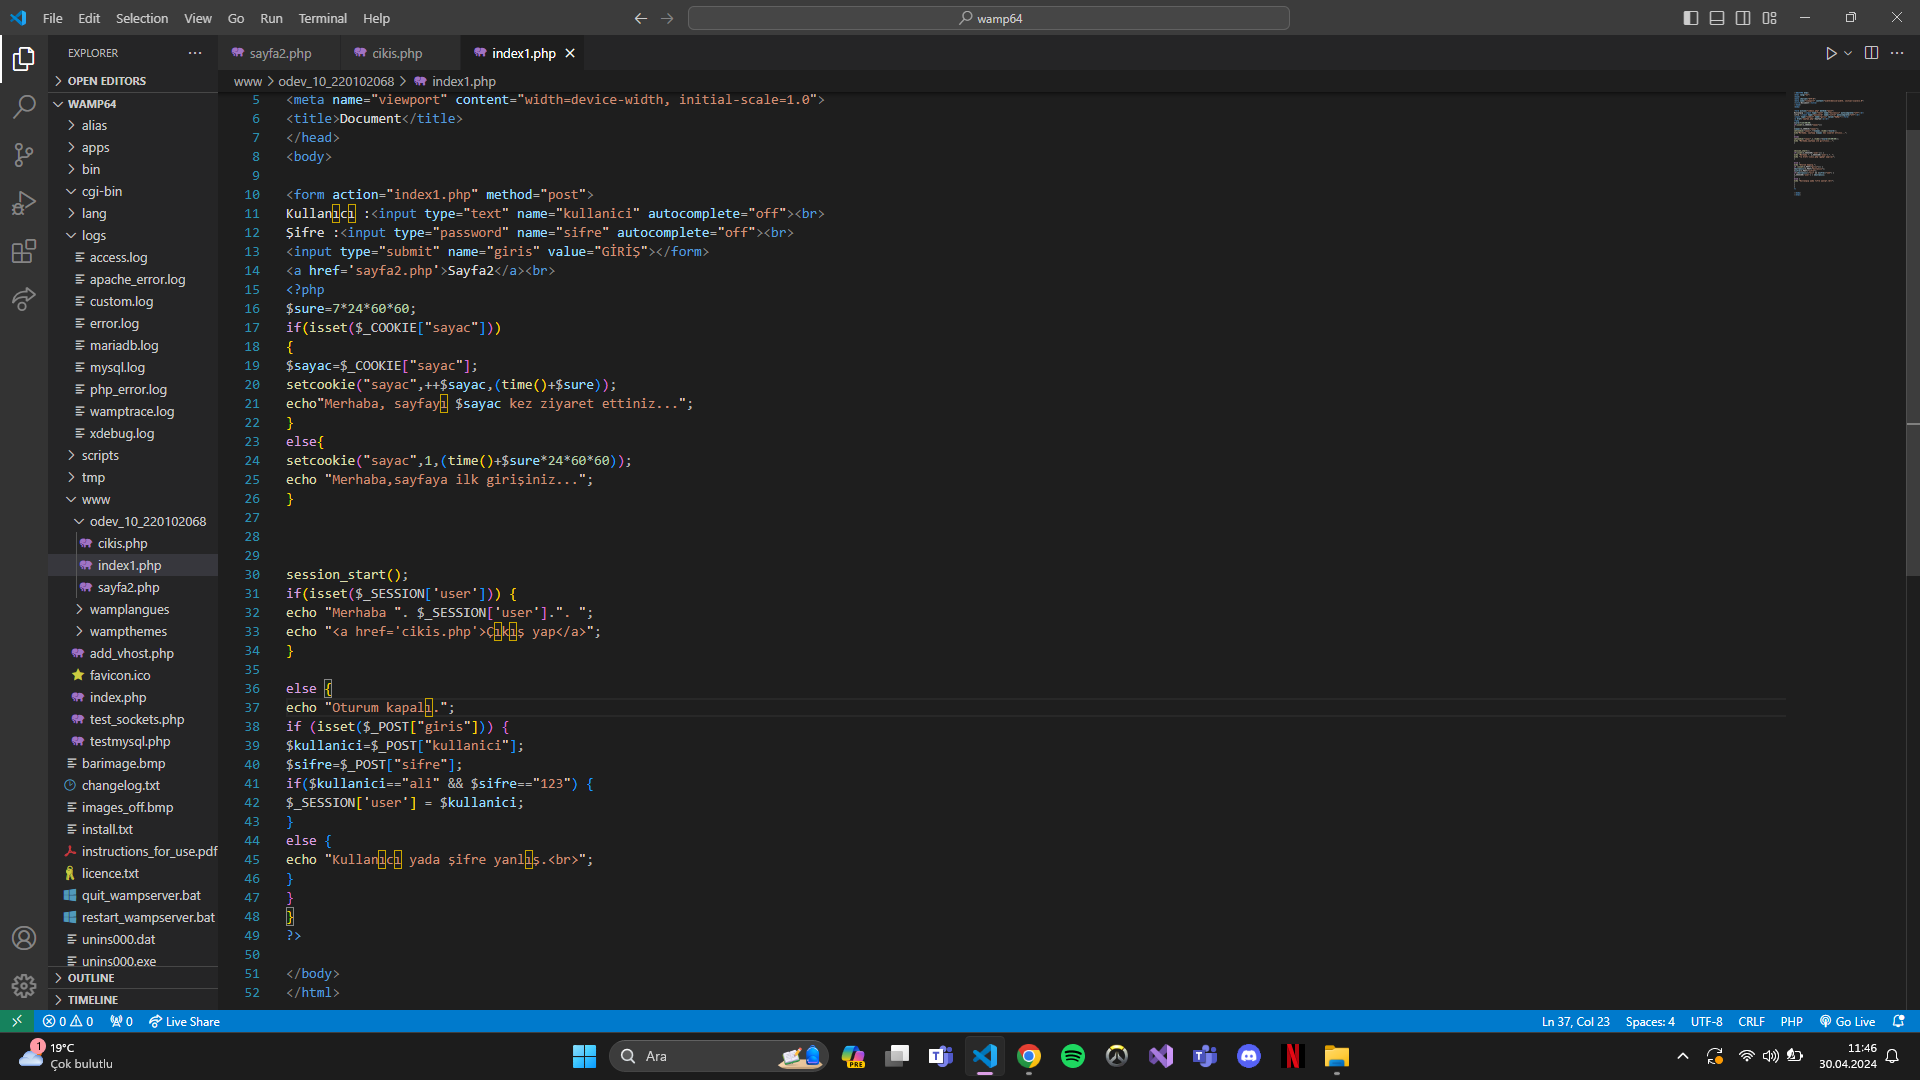 File Edit Selection View Go Run Terminal Help
wamp64
EXPLORER
sayfa2.php
cikis.php
index1.php
OPEN EDITORS
www > odev_10_220102068 > index1.php
WAMP64
alias
apps
bin
cgi-bin
lang
logs
access.log
apache_error.log
custom.log
error.log
mariadb.log
mysql.log
php_error.log
wamptrace.log
xdebug.log
scripts
tmp
www
odev_10_220102068
cikis.php
index1.php
sayfa2.php
wamplangues
wampthemes
add_vhost.php
favicon.ico
index.php
test_sockets.php
testmysql.php
barimage.bmp
changelog.txt
images_off.bmp
install.txt
instructions_for_use.pdf
licence.txt
quit_wampserver.bat
restart_wampserver.bat
unins000.dat
unins000.exe
OUTLINE
TIMELINE
5 <meta name="viewport" content="width=device-width, initial-scale=1.0">
6 <title>Document</title>
7 </head>
8 <body>
9
10 <form action="index1.php" method="post">
11 Kullanıcı :<input type="text" name="kullanici" autocomplete="off"><br>
12 Şifre :<input type="password" name="sifre" autocomplete="off"><br>
13 <input type="submit" name="giris" value="GİRİŞ"></form>
14 <a href='sayfa2.php'>Sayfa2</a><br>
15 <?php
16 $sure=7*24*60*60;
17 if(isset($_COOKIE["sayac"]))
18 {
19 $sayac=$_COOKIE["sayac"];
20 setcookie("sayac",++$sayac,(time()+$sure));
21 echo"Merhaba, sayfayı $sayac kez ziyaret ettiniz...";
22 }
23 else{
24 setcookie("sayac",1,(time()+$sure*24*60*60));
25 echo "Merhaba,sayfaya ilk girişiniz...";
26 }
27
28
29
30 session_start();
31 if(isset($_SESSION['user'])) {
32 echo "Merhaba ". $_SESSION['user'].". ";
33 echo "<a href='cikis.php'>Çıkış yap</a>";
34 }
35
36 else {
37 echo "Oturum kapalı.";
38 if (isset($_POST["giris"])) {
39 $kullanici=$_POST["kullanici"];
40 $sifre=$_POST["sifre"];
41 if($kullanici=="ali" && $sifre=="123") {
42 $_SESSION['user'] = $kullanici;
43 }
44 else {
45 echo "Kullanıcı yada şifre yanlış.<br>";
46 }
47 }
48 }
49 ?>
50
51 </body>
52 </html>
0 0 0 Live Share
Ln 37, Col 23 Spaces: 4 UTF-8 CRLF PHP Go Live
1
19°C
Çok bulutlu
Ara
PRE
11:46
30.04.2024